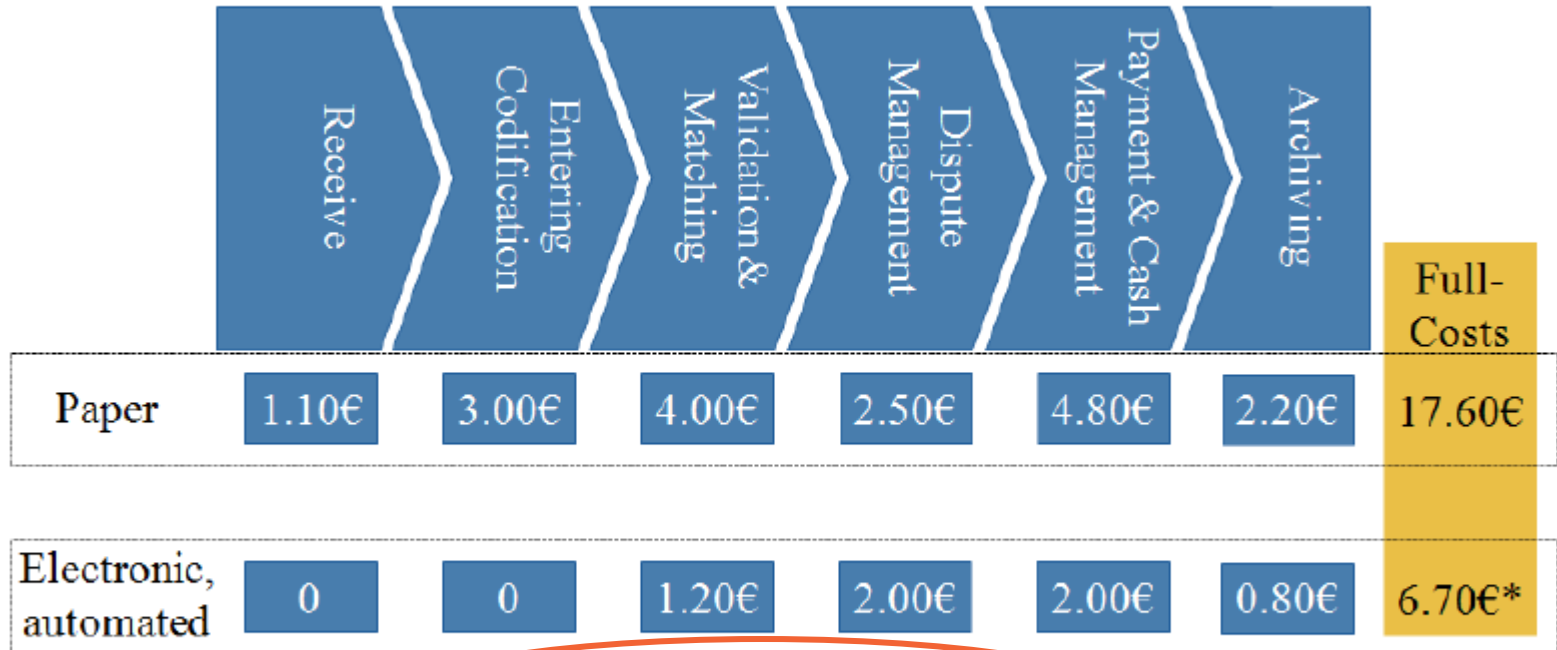 Receive
Entering
Codification
Validation &
Matching
Dispute
Management
Payment & Cash
Management
Archiving
Full-
Costs
Paper 1.10€ 3.00€ 4.00€ 2.50€ 4.80€ 2.20€ 17.60€
Electronic,
automated 0 0 1.20€ 2.00€ 2.00€ 0.80€ 6.70€*